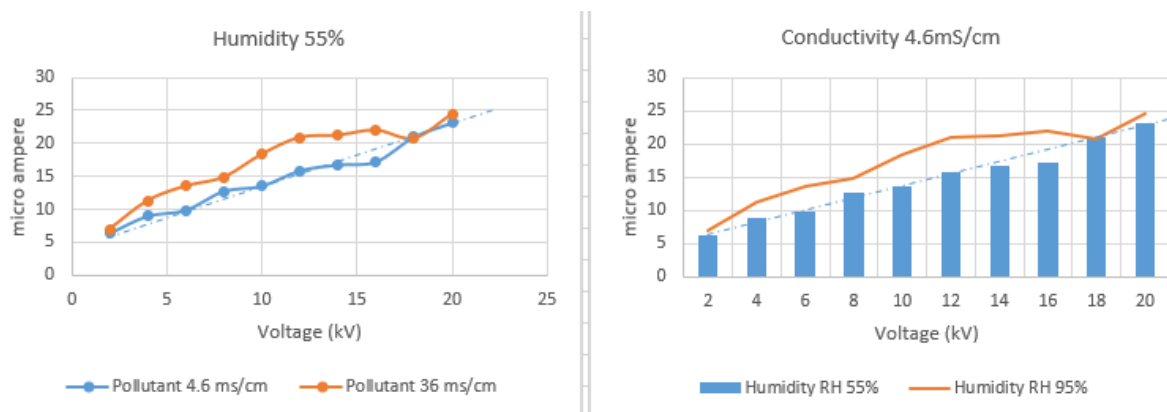 Humidity 55%
30
25
20
15
10
5
0
micro ampere
0 5 10 15 20 25
Voltage (kV)
Pollutant 4.6 ms/cm Pollutant 36 ms/cm
Conductivity 4.6mS/cm
30
25
20
15
10
5
0
micro ampere
2 4 6 8 10 12 14 16 18 20
Voltage (kV)
Humidity RH 55% Humidity RH 95%